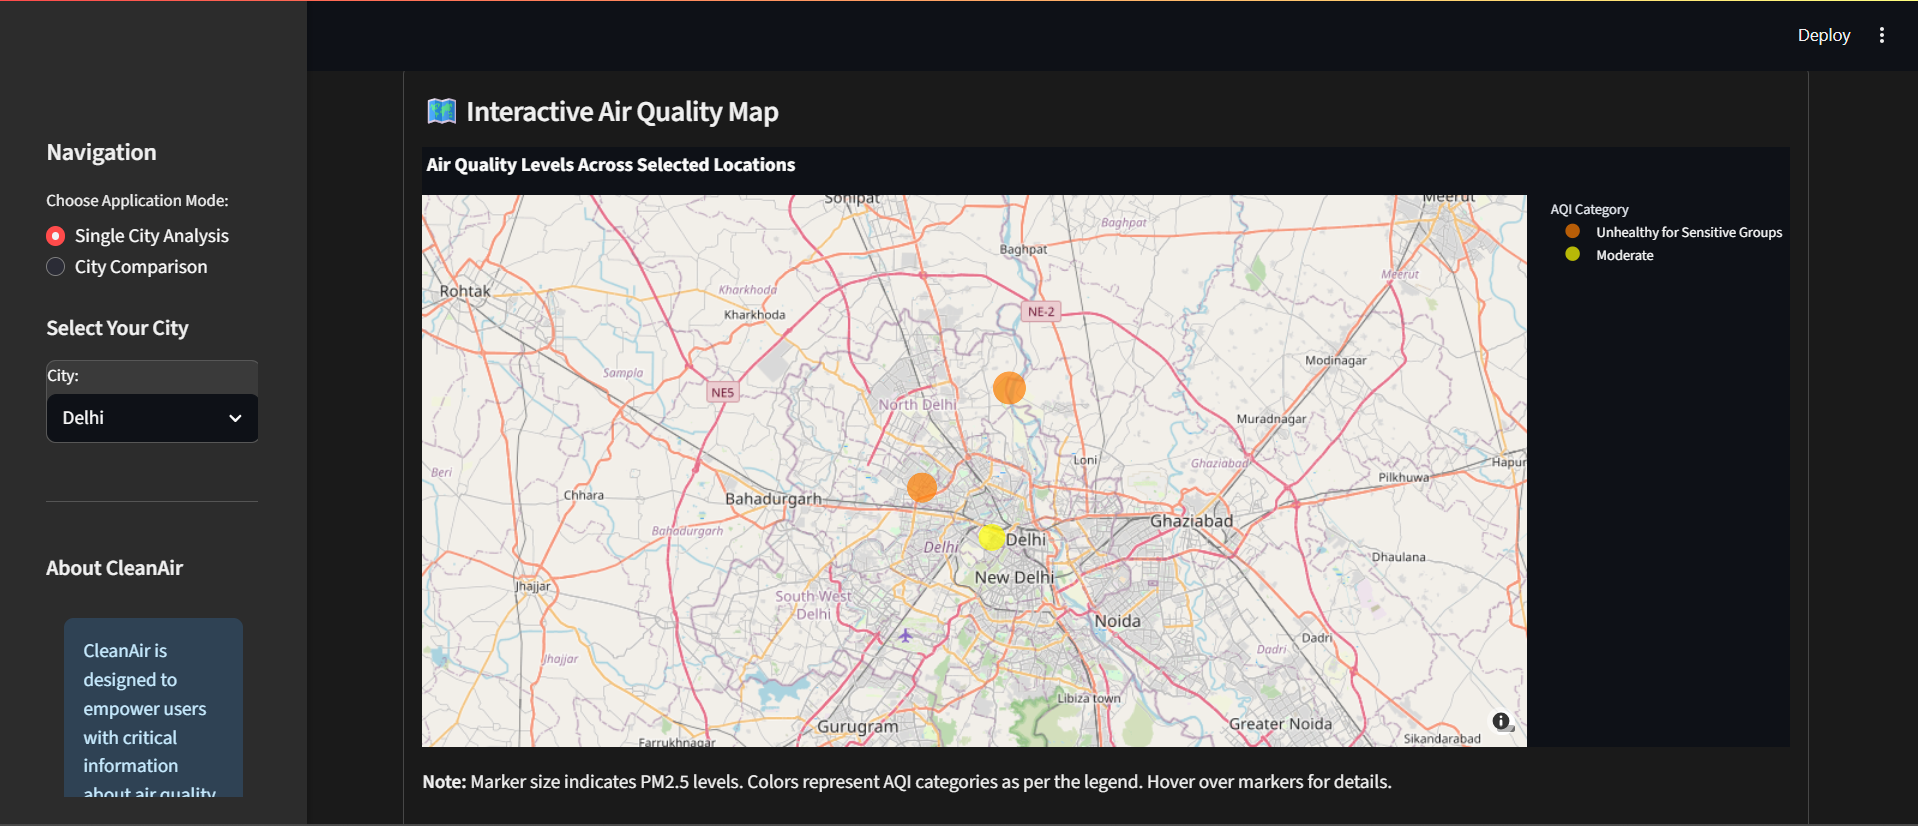 Deploy
Navigation
Choose Application Mode:
Single City Analysis
City Comparison
Select Your City
City:
Delhi
About CleanAir
CleanAir is
designed to
empower users
with critical
information
about air quality
Interactive Air Quality Map
Air Quality Levels Across Selected Locations
Sonipat
Meerut
Baghpat
Baghpat
Meerut
Rohtak
Kharkhoda
Kharkhoda
NE-2
Modinagar
Sampla
NE5
North Delhi
Muradnagar
Loni
Ghaziabad
Hapur
Beri
Pilkhuwa
Chhara
Bahadurgarh
Bahadurgarh
Ghaziabad
Delhi
Delhi
Dhaulana
New Delhi
Jhajjar
South West
Delhi
Noida
Dadri
Dadri
Jhajjar
Libiza town
Gurugram
Greater Noida
Farrukhnagar
Sikandarabad
AQI Category
Unhealthy for Sensitive Groups
Moderate
Note: Marker size indicates PM2.5 levels. Colors represent AQI categories as per the legend. Hover over markers for details.